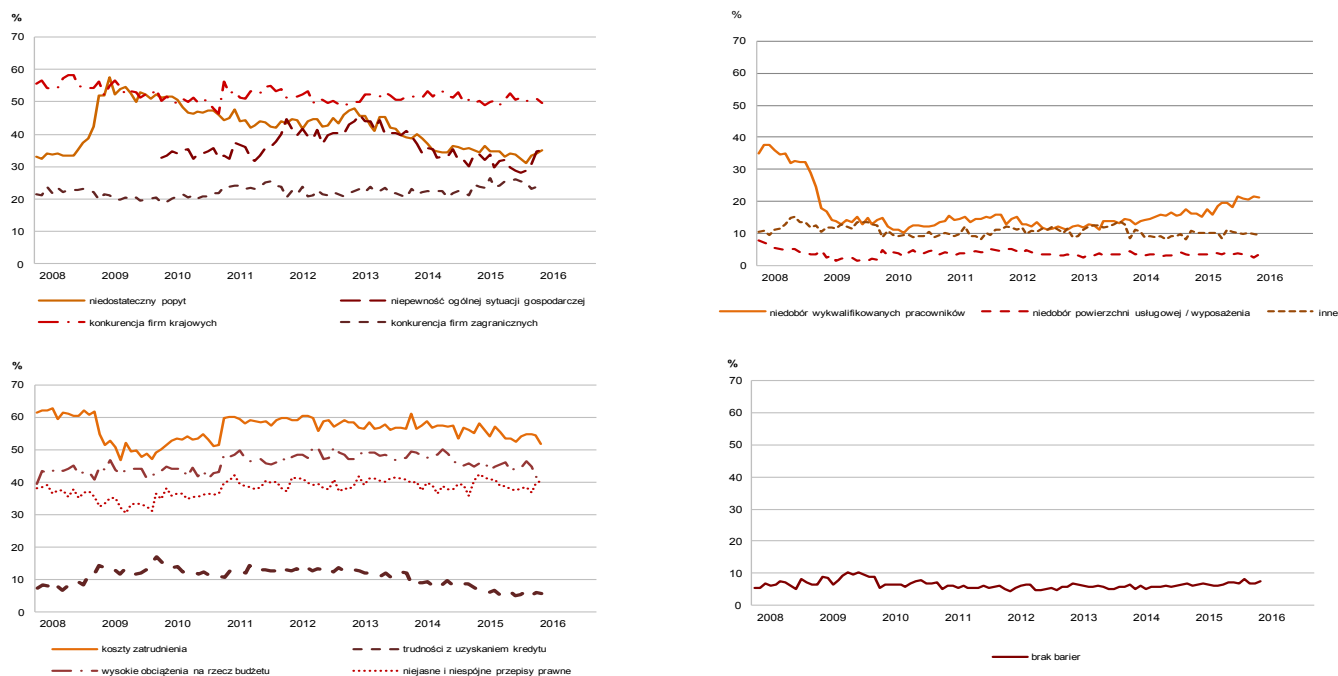 %
70
60
50
40
30
20
10
0
2008 2009 2010 2011 2012 2013 2014 2015 2016
niedostateczny popyt
niepewność ogólnej sytuacji gospodarczej
konkurencja firm krajowych
konkurencja firm zagranicznych
%
70
60
50
40
30
20
10
0
2008 2009 2010 2011 2012 2013 2014 2015 2016
niedobór wykwalifikowanych pracowników
niedobór powierzchni usługowej / wyposażenia
inne
%
70
60
50
40
30
20
10
0
2008 2009 2010 2011 2012 2013 2014 2015 2016
koszty zatrudnienia
trudności z uzyskaniem kredytu
wysokie obciążenia na rzecz budżetu
niejasne i niespójne przepisy prawne
%
70
60
50
40
30
20
10
0
2008 2009 2010 2011 2012 2013 2014 2015 2016
brak barier